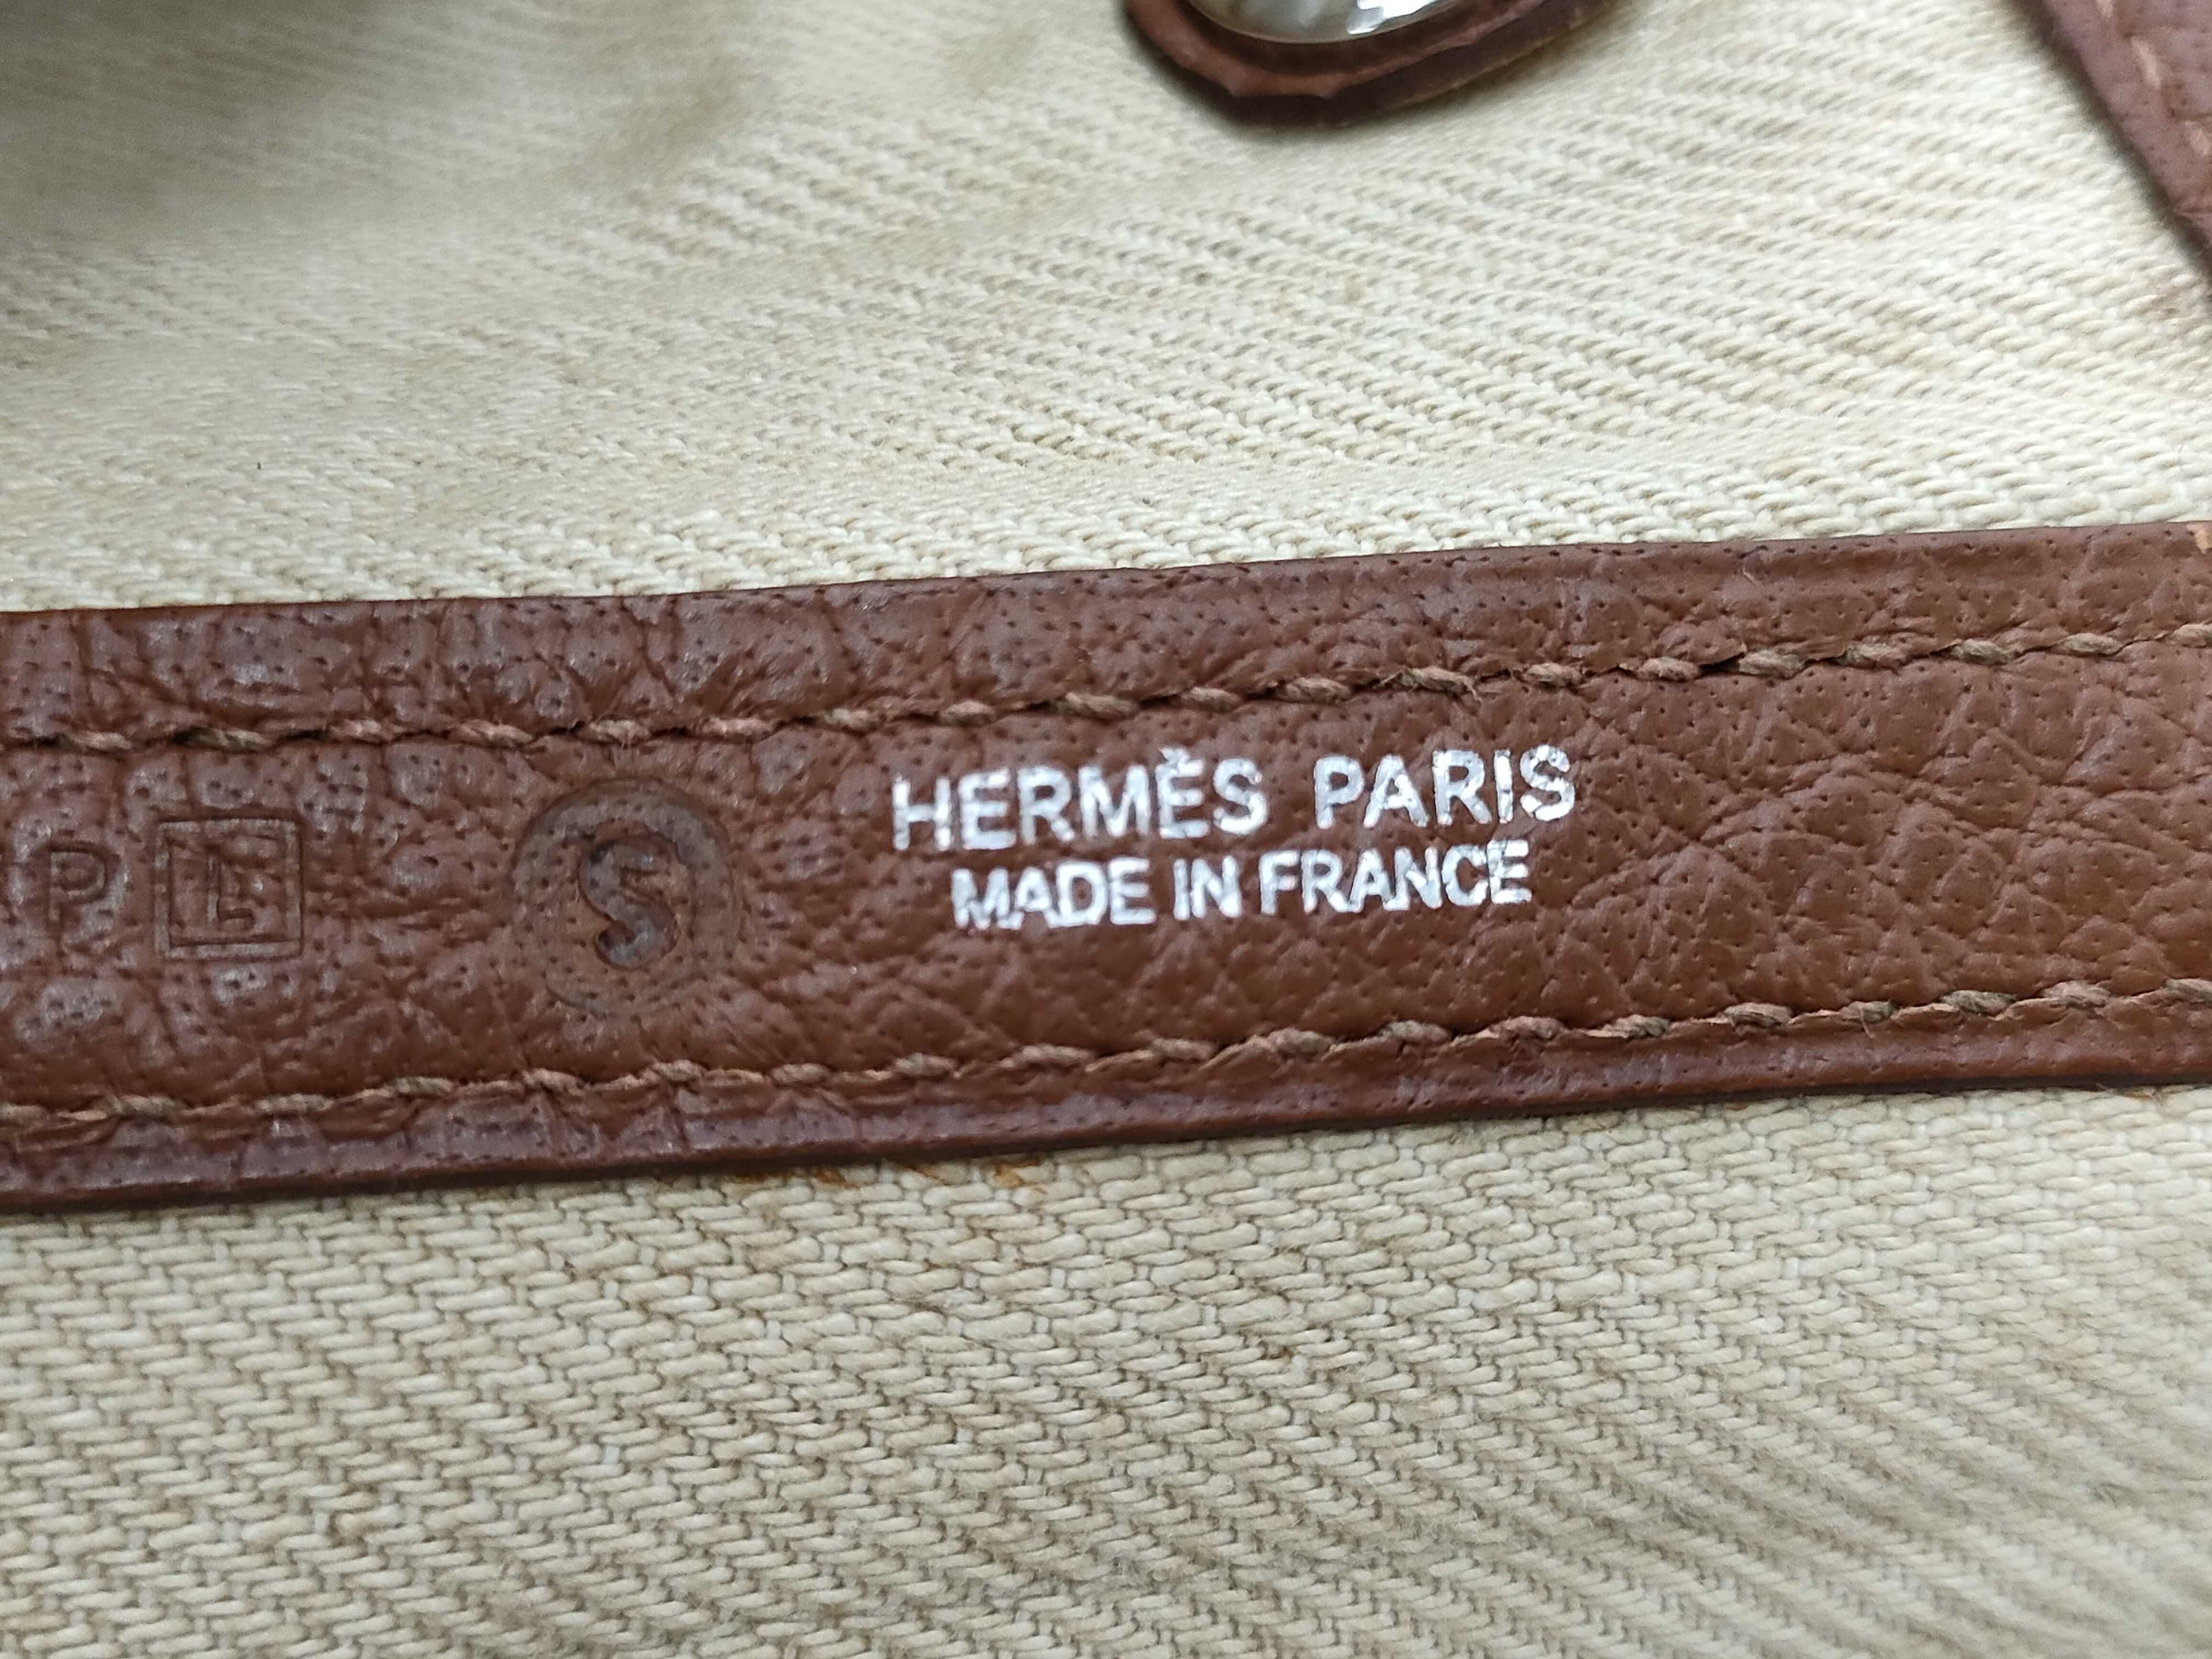 P L S
HERMÈS PARIS
MADE IN FRANCE